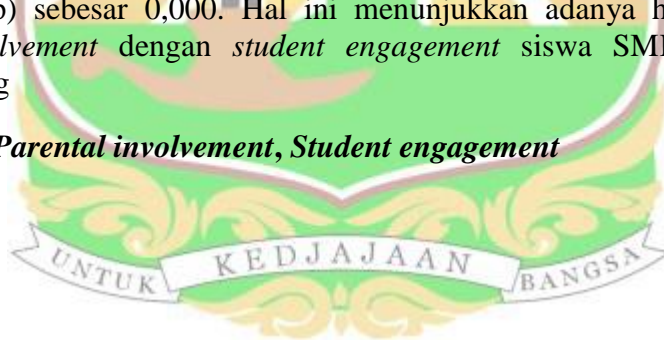 ) sebesar 0,000. Hal ini menunjukkan adanya h
lvement dengan student engagement siswa SM
g
Parental involvement, Student engagement
UNTUK KEDJAJAAN BANGSA